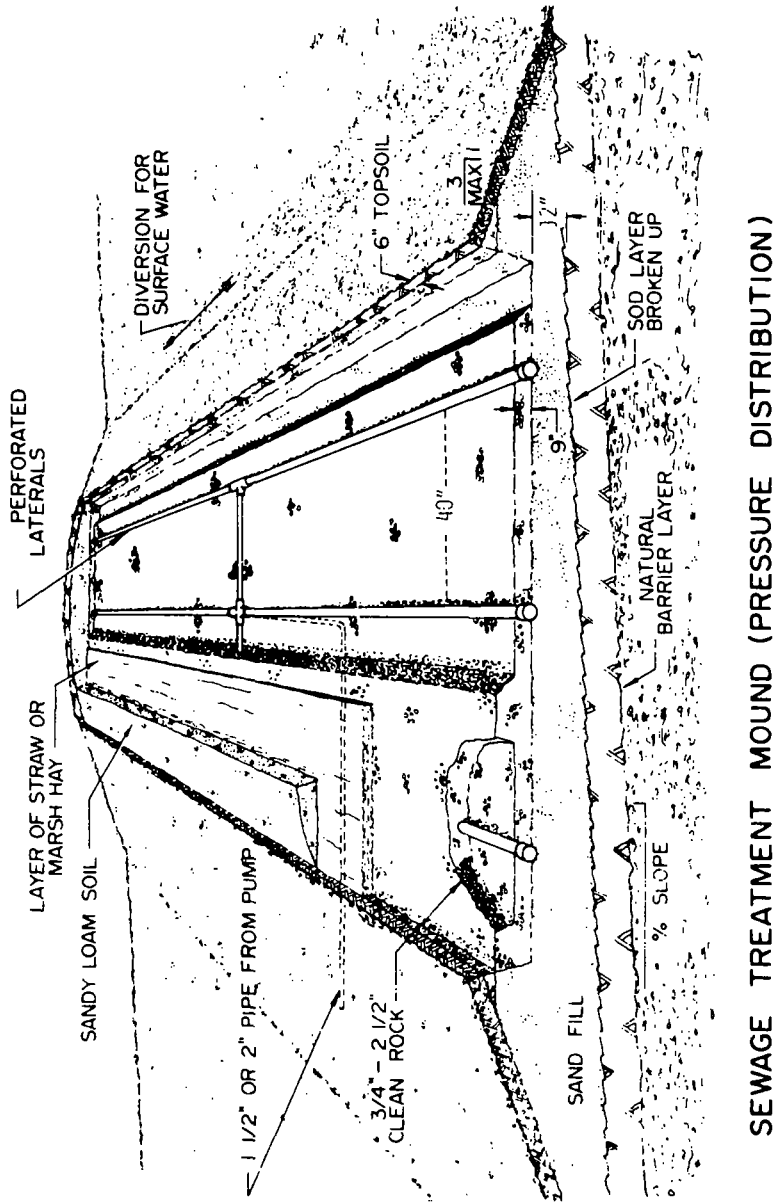 PERFORATED
LATERALS
DIVERSION FOR
SURFACE WATER
LAYER OF STRAW OR
MARSH HAY
SANDY LOAM SOIL
6" TOPSOIL
3
MAX 1
1 1/2" OR 2" PIPE FROM PUMP
40"
12"
3/4" - 2 1/2"
CLEAN ROCK
9"
SAND FILL
SOD LAYER
BROKEN UP
NATURAL
BARRIER LAYER
% SLOPE
SEWAGE TREATMENT MOUND (PRESSURE DISTRIBUTION)